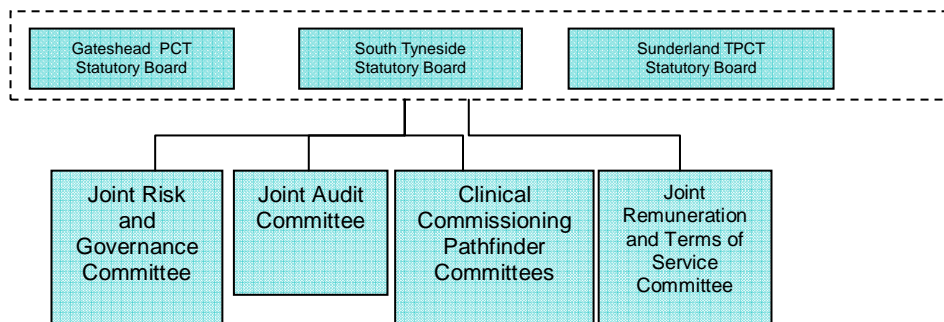 Gateshead PCT
Statutory Board
South Tyneside
Statutory Board
Sunderland TPCT
Statutory Board
Joint Risk
and
Governance
Committee
Joint Audit
Committee
Clinical
Commissioning
Pathfinder
Committees
Joint
Remuneration
and Terms of
Service
Committee